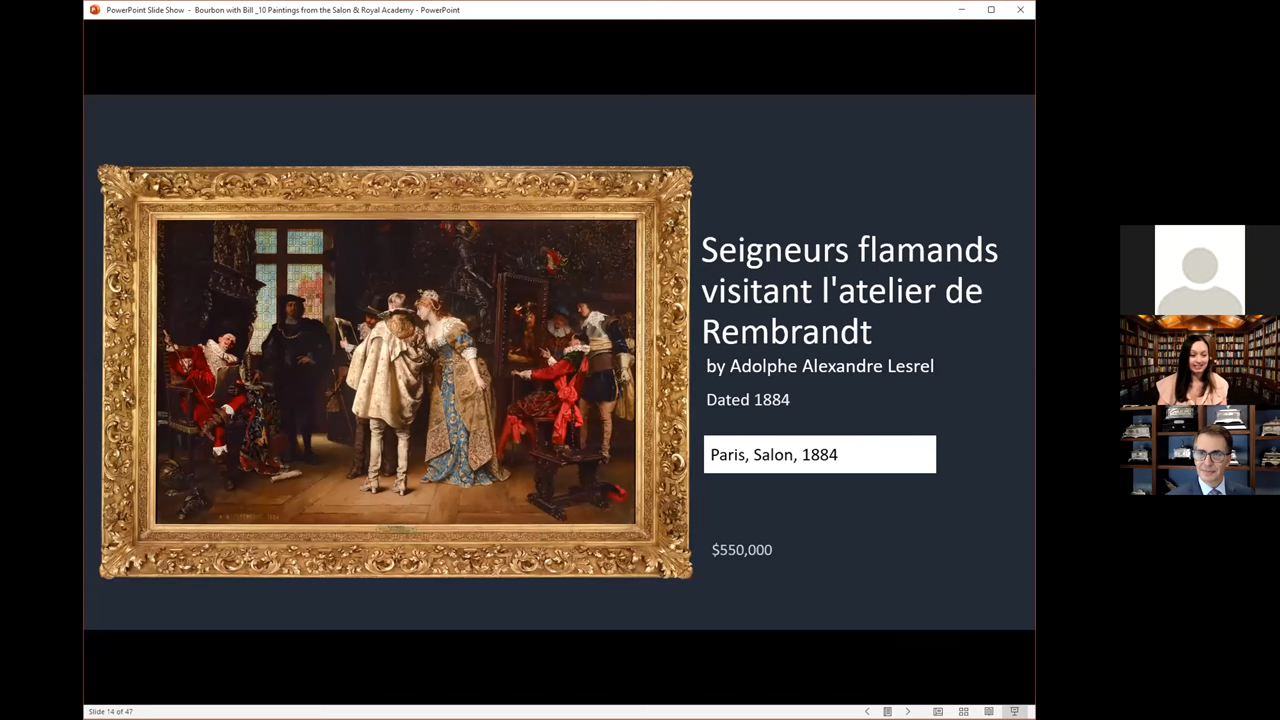 PowerPoint Slide Show - Bourbon with Bill _10 Paintings from the Salon & Royal Academy - PowerPoint
Seigneurs flamands
visitant l'atelier de
Rembrandt
by Adolphe Alexandre Lesrel
Dated 1884
Paris, Salon, 1884
$550,000
Slide 14 of 47